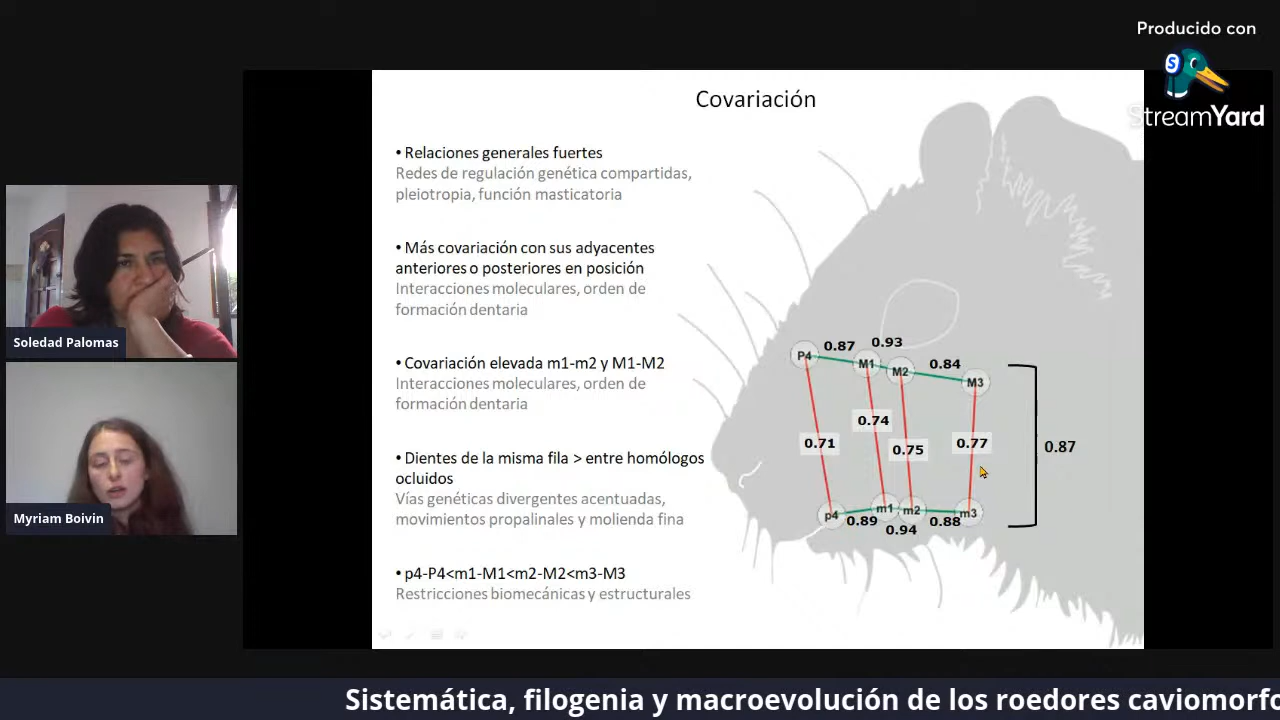 Producido con
StreamYard
Covariación
• Relaciones generales fuertes
Redes de regulación genética compartidas,
pleiotropia, función masticatoria
• Más covariación con sus adyacentes
anteriores o posteriores en posición
Interacciones moleculares, orden de
formación dentaria
• Covariación elevada m1-m2 y M1-M2
Interacciones moleculares, orden de
formación dentaria
• Dientes de la misma fila > entre homólogos
ocluidos
Vías genéticas divergentes acentuadas,
movimientos propalinales y molienda fina
• p4-P4<m1-M1<m2-M2<m3-M3
Restricciones biomecánicas y estructurales
0.87 0.93
P4 M1 M2 0.84 M3
0.74
0.71 0.75 0.77
0.87
p4 m1 m2 m3
0.89 0.94 0.88
Soledad Palomas
Myriam Boivin
Sistemática, filogenia y macroevolución de los roedores caviomorfo